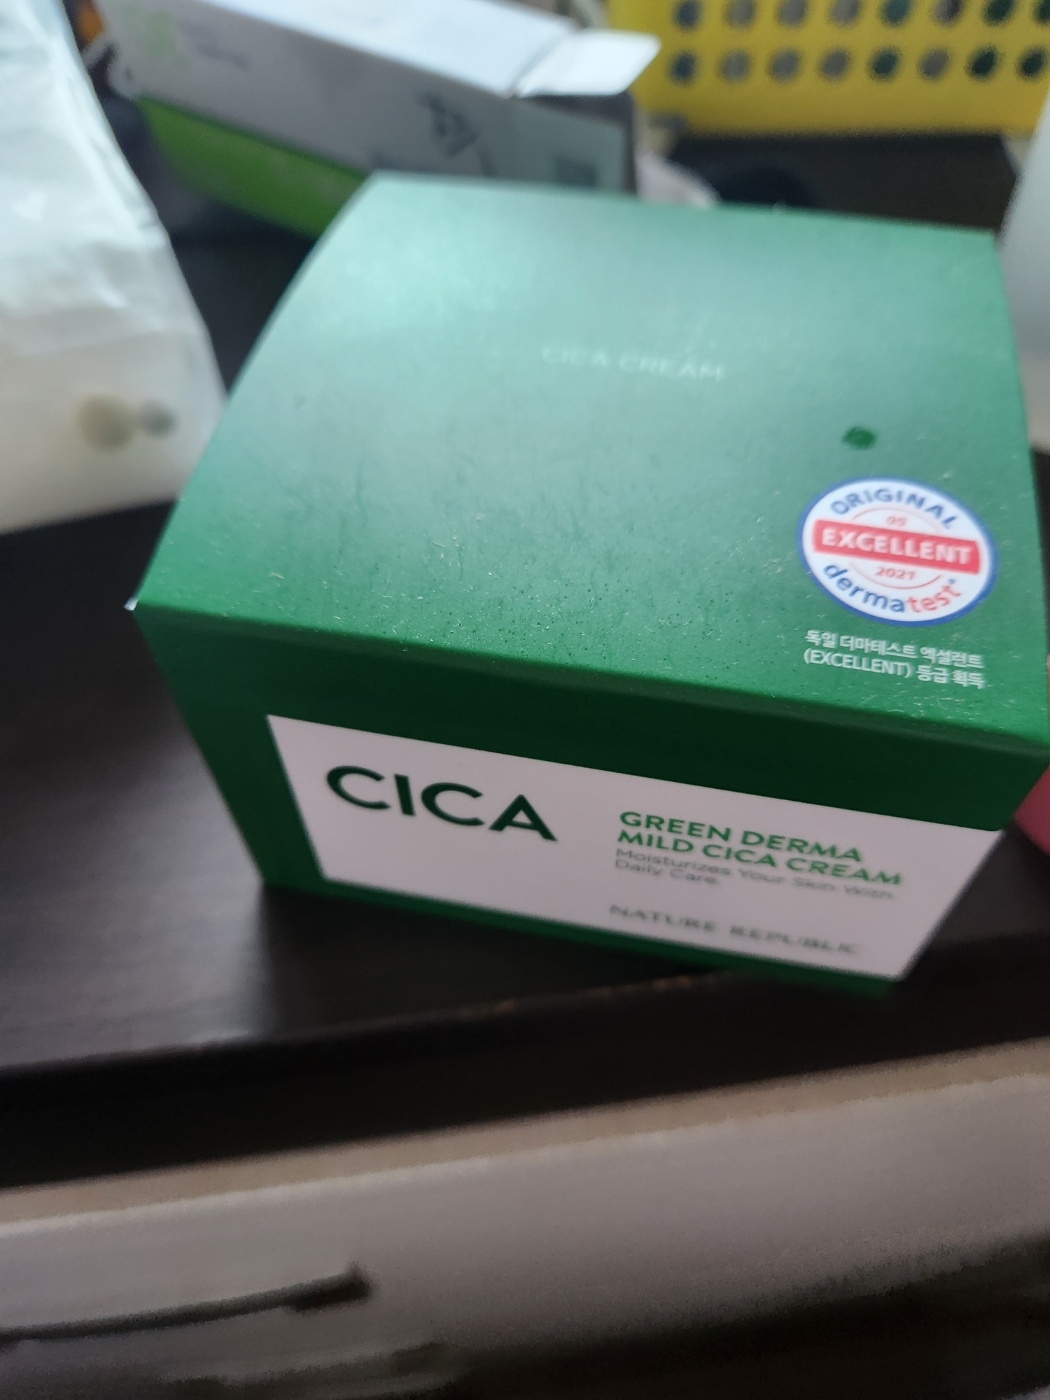 CICA CREAM
ORIGINAL
05
EXCELLENT
2021
dermatest®
독일 더마테스트 엑설런트
(EXCELLENT) 등급 획득
CICA
GREEN DERMA
MILD CICA CREAM
Moisturizes Your Skin With
Daily Care.
NATURE REPUBLIC